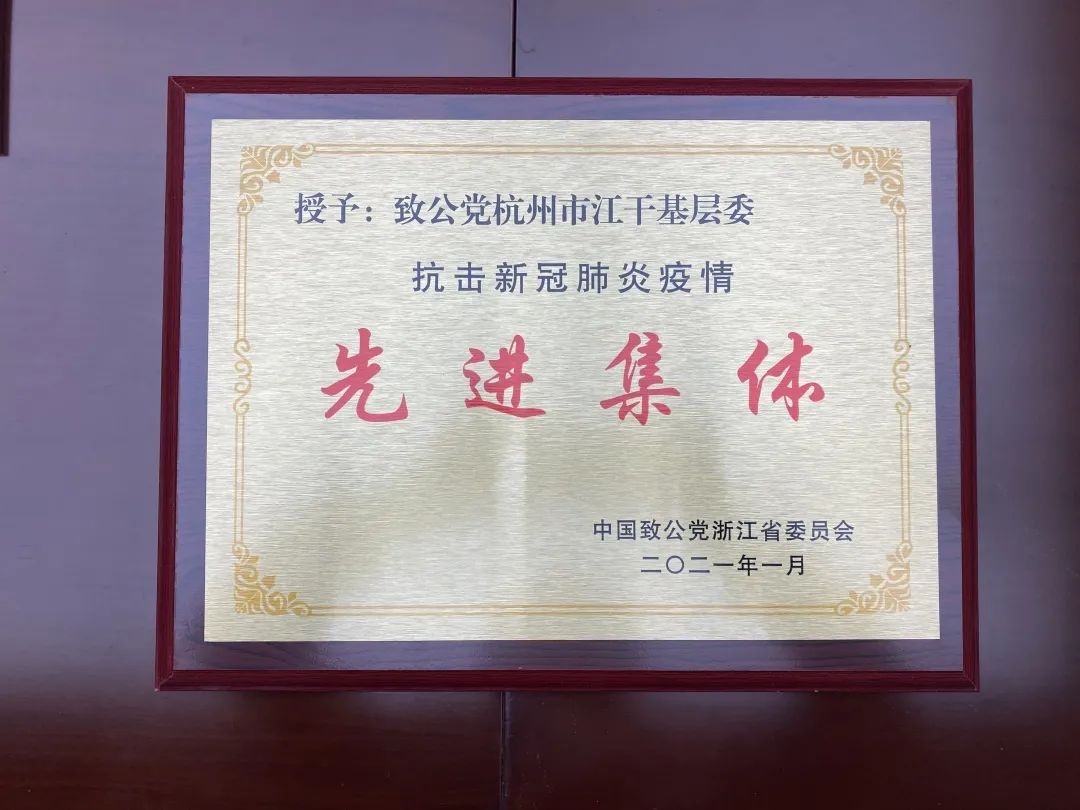 授予：致公党杭州市江干基层委
抗击新冠肺炎疫情
先进集体
中国致公党浙江省委员会
二〇二一年一月